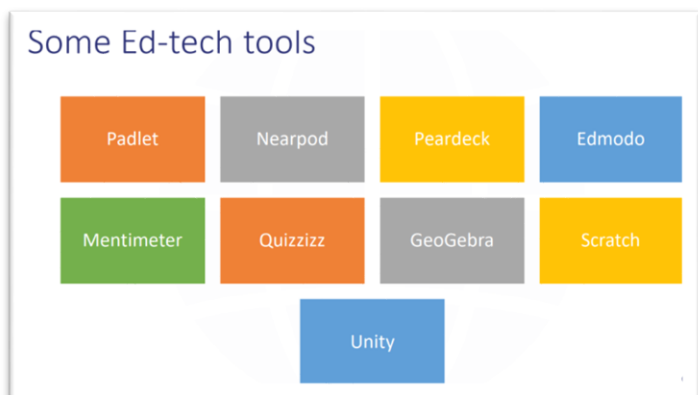 Some Ed-tech tools
Padlet
Nearpod
Peardeck
Edmodo
Mentimeter
Quizzizz
GeoGebra
Scratch
Unity